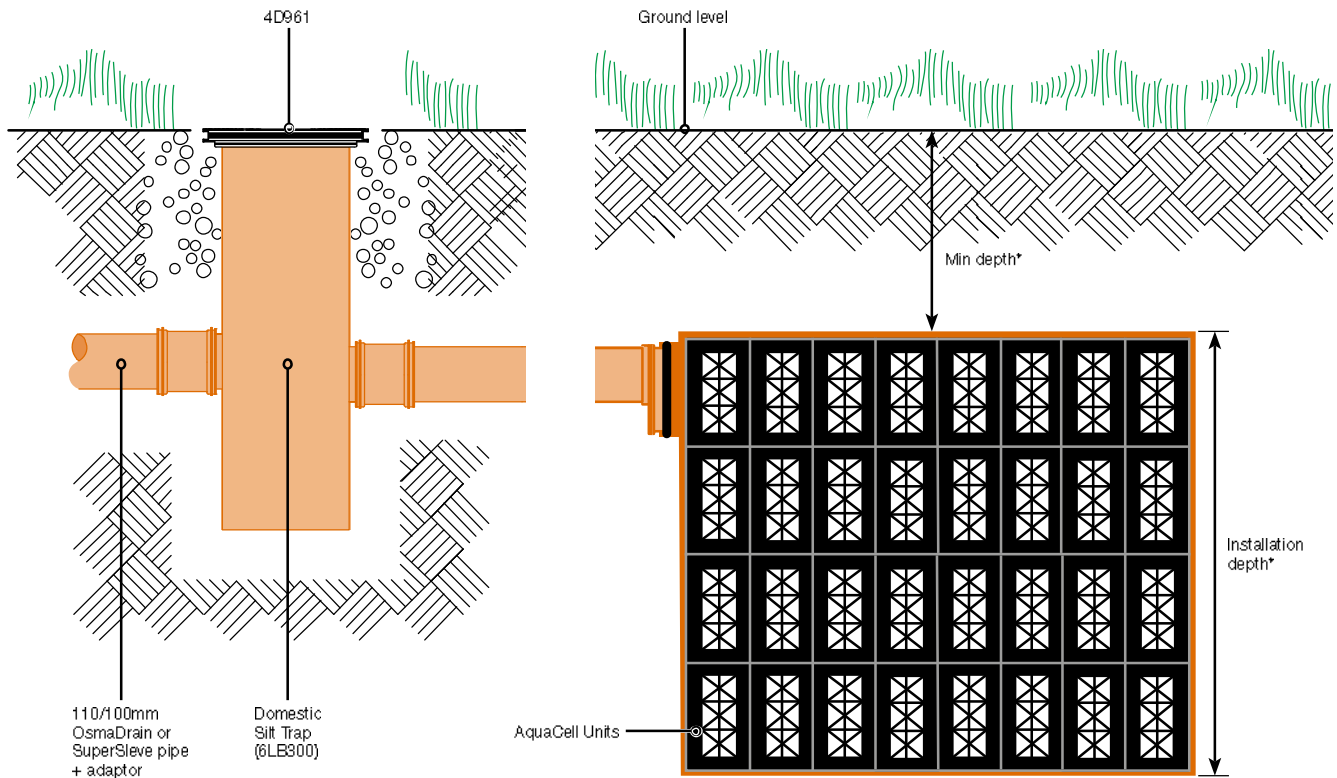 4D961
Ground level
Min depth*
Installation
depth*
110/100mm
OsmaDrain or
SuperSleve pipe
+ adaptor
Domestic
Silt Trap
(6LB300)
AquaCell Units